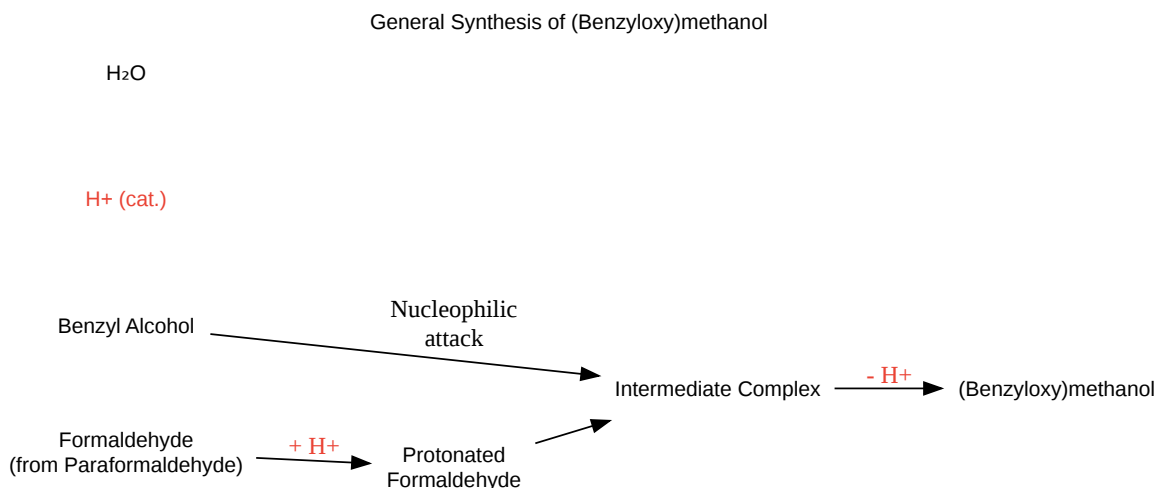 General Synthesis of (Benzyloxy)methanol
H₂O
H+ (cat.)
Nucleophilic
attack
Benzyl Alcohol
Intermediate Complex
- H+
(Benzyloxy)methanol
Formaldehyde
(from Paraformaldehyde)
+ H+
Protonated
Formaldehyde